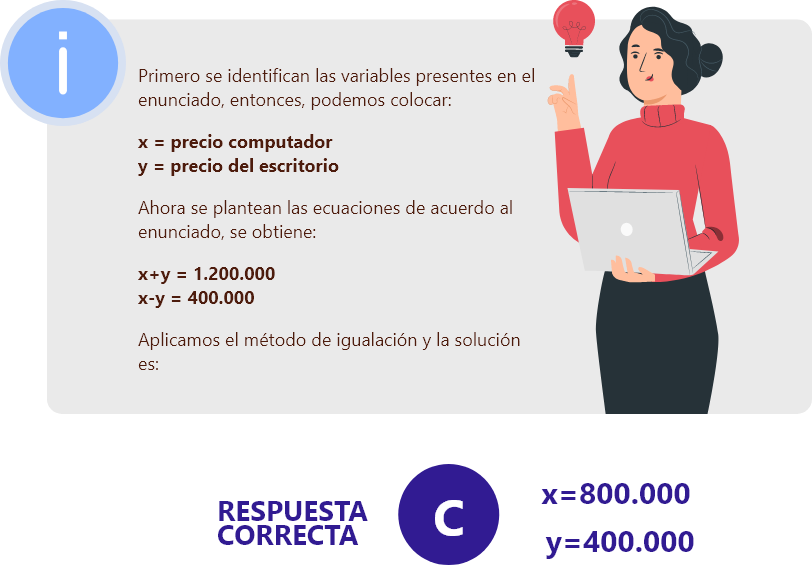 i
Primero se identifican las variables presentes en el
enunciado, entonces, podemos colocar:
x = precio computador
y = precio del escritorio
Ahora se plantean las ecuaciones de acuerdo al
enunciado, se obtiene:
x+y = 1.200.000
x-y = 400.000
Aplicamos el método de igualación y la solución
es:
RESPUESTA
CORRECTA
C
x=800.000
y=400.000